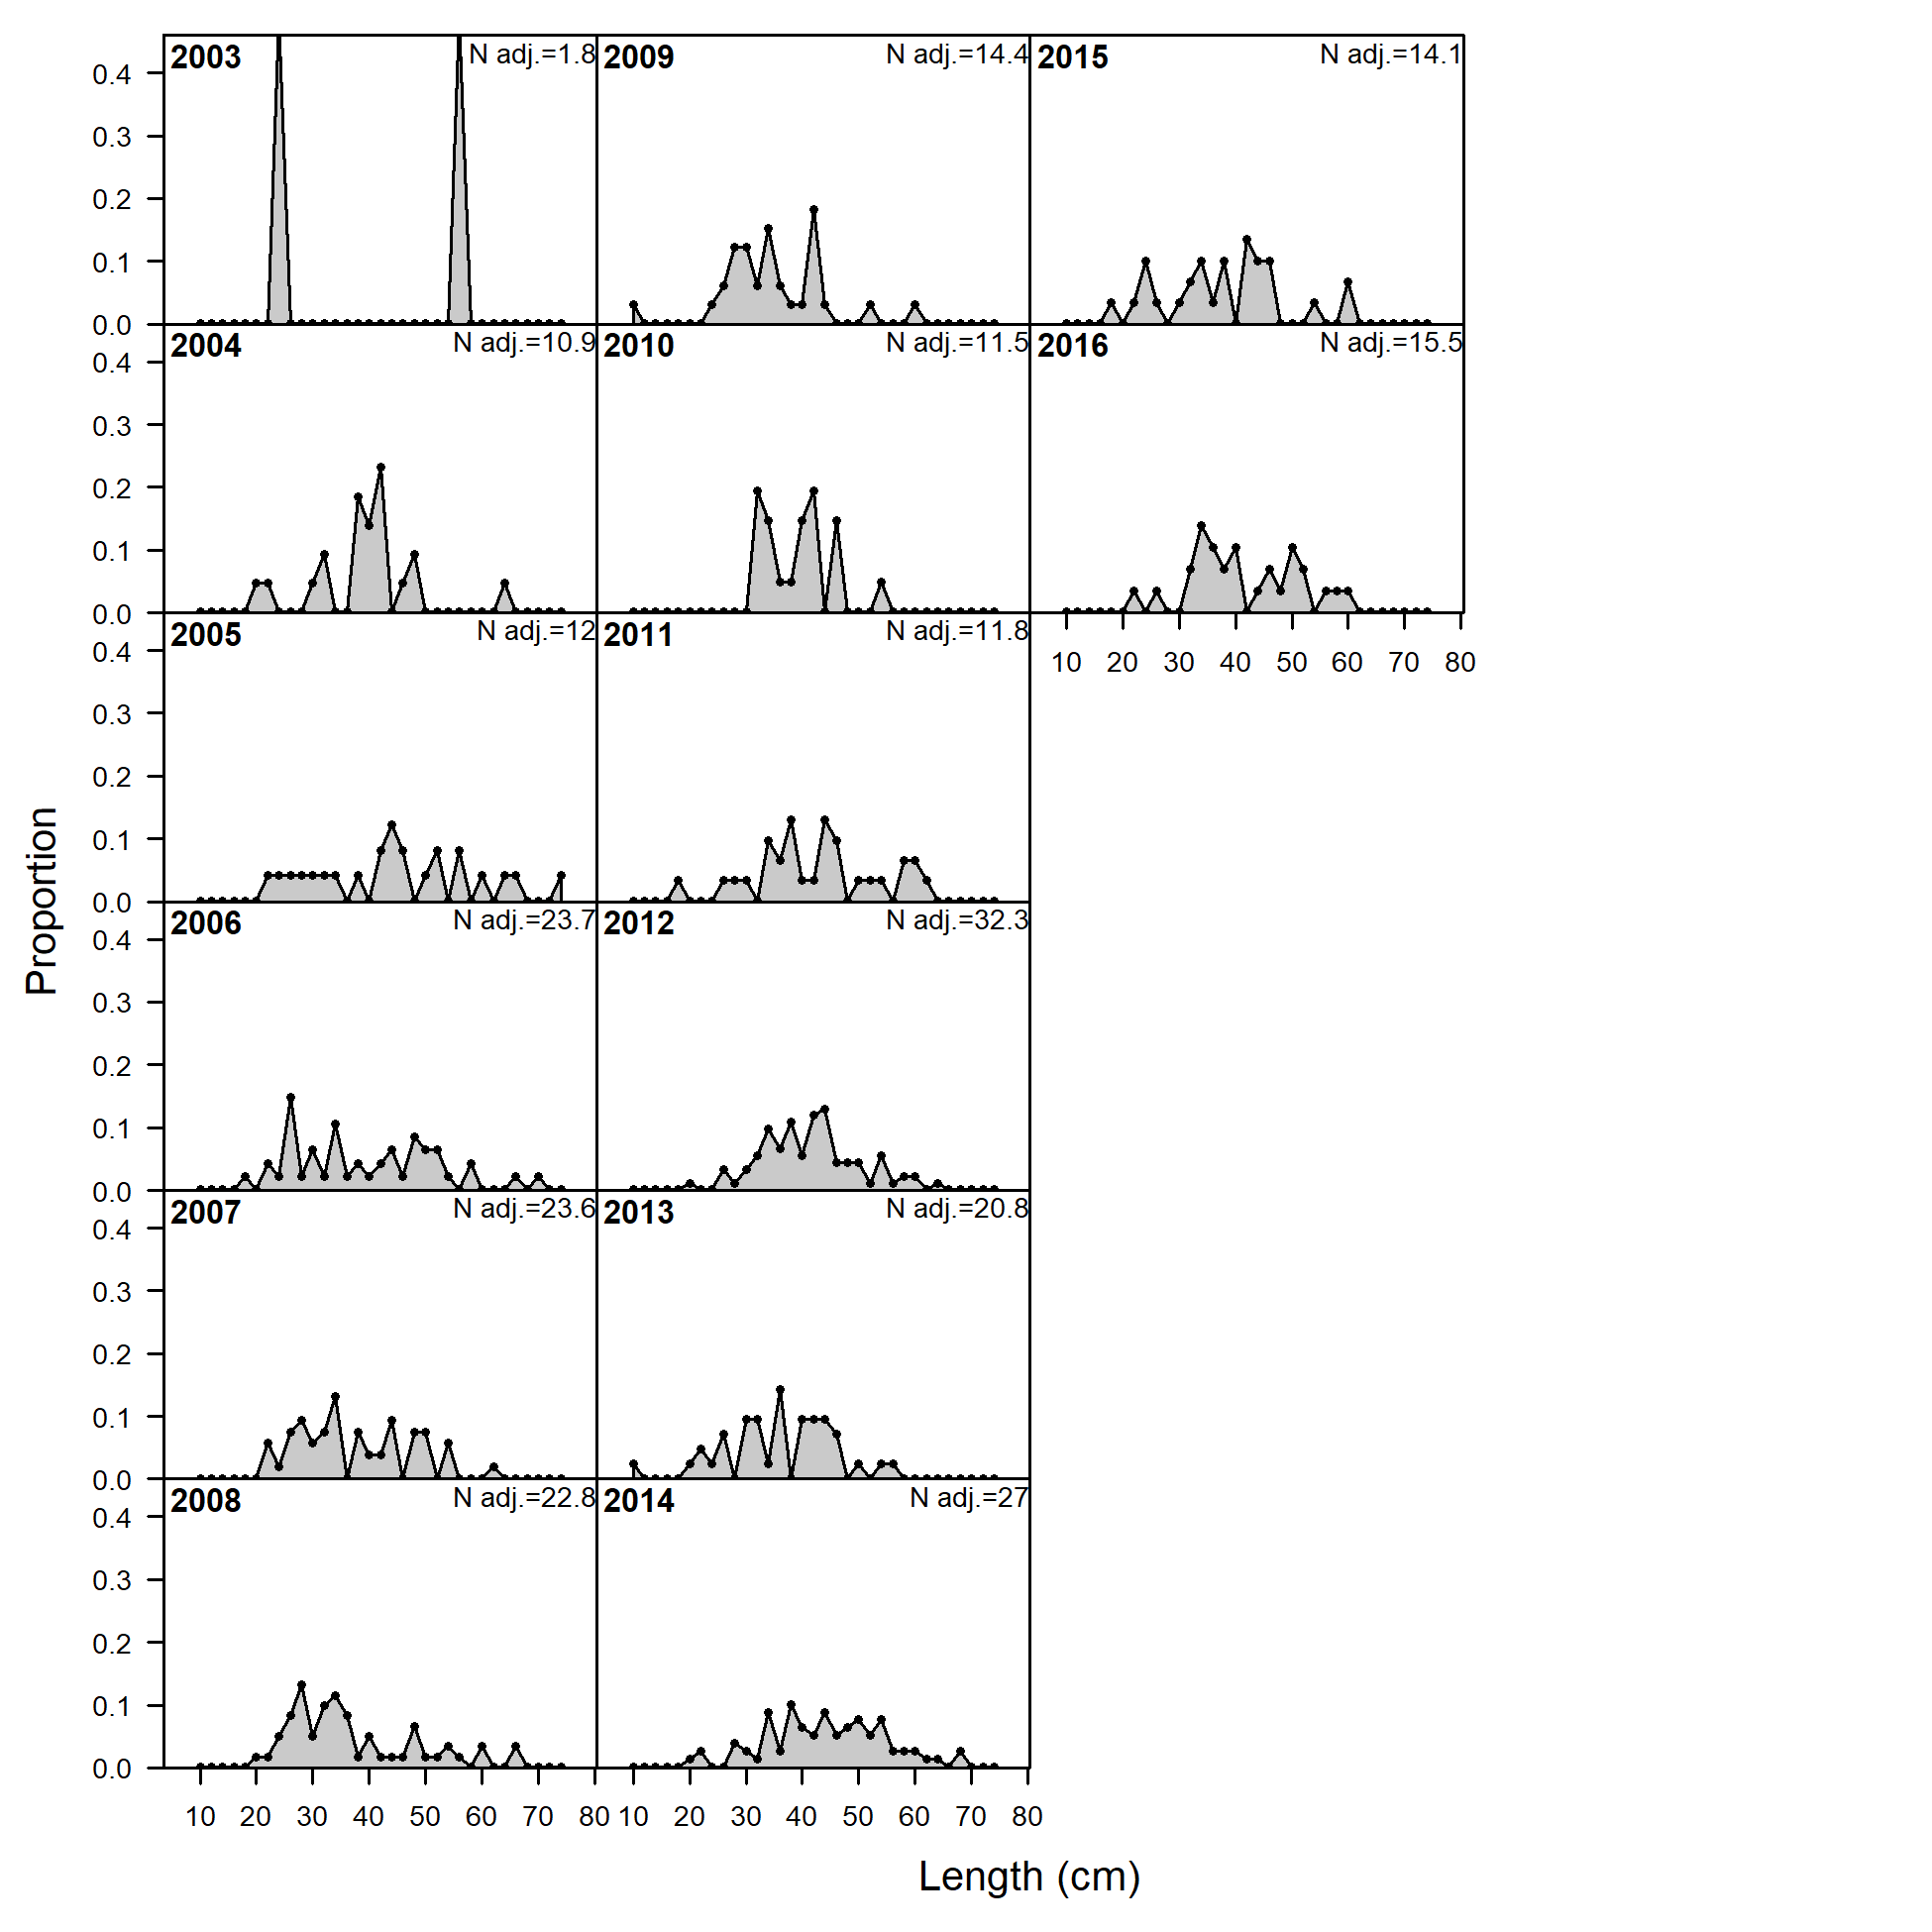 2003 N adj.=1.8
2009 N adj.=14.4
2015 N adj.=14.1
0.4
0.3
0.2
0.1
0.0
2004 N adj.=10.9
2010 N adj.=11.5
2016 N adj.=15.5
0.4
0.3
0.2
0.1
0.0
10 20 30 40 50 60 70 80
2005 N adj.=12
2011 N adj.=11.8
0.4
0.3
0.2
0.1
0.0
Proportion
2006 N adj.=23.7
2012 N adj.=32.3
0.4
0.3
0.2
0.1
0.0
2007 N adj.=23.6
2013 N adj.=20.8
0.4
0.3
0.2
0.1
0.0
2008 N adj.=22.8
2014 N adj.=27
0.4
0.3
0.2
0.1
0.0
10 20 30 40 50 60 70 80
10 20 30 40 50 60 70 80
Length (cm)